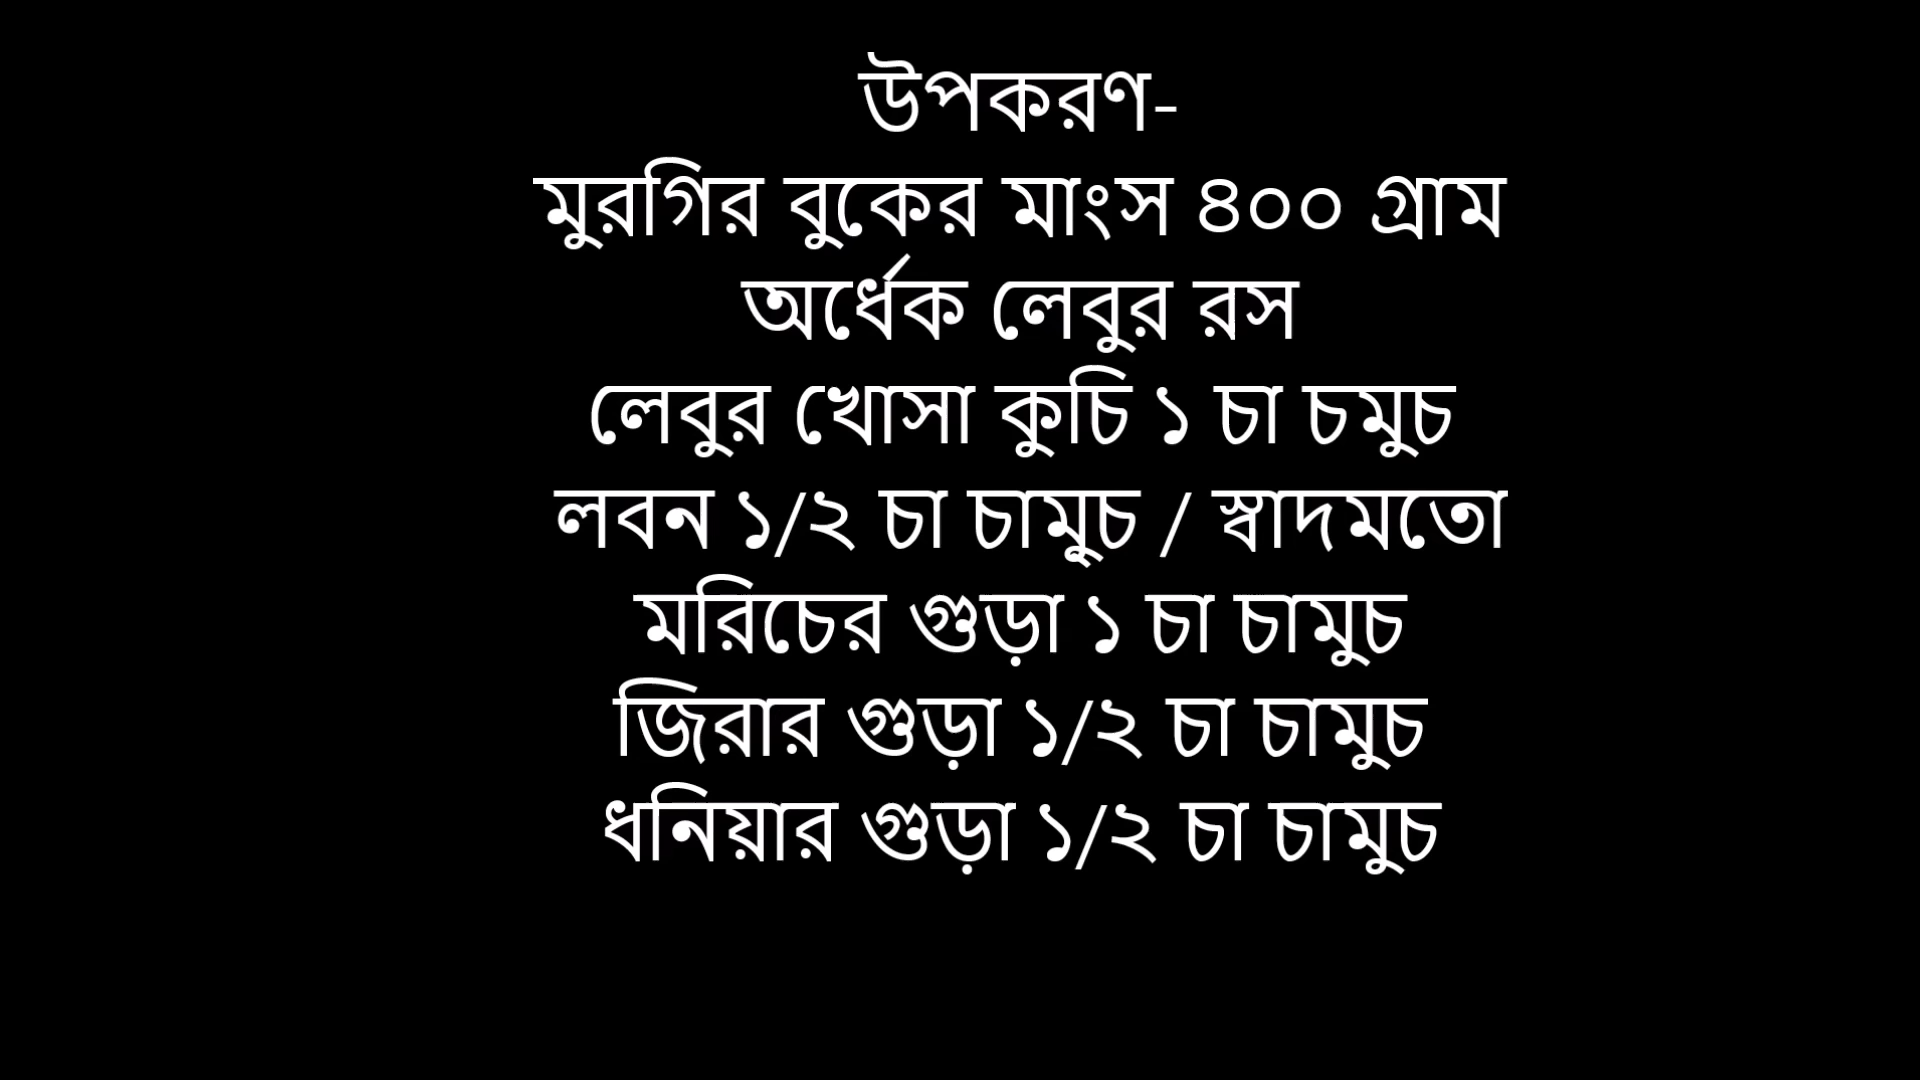 উপকরণ-
মুরগির বুকের মাংস ৪০০ গ্রাম
অর্ধেক লেবুর রস
লেবুর খোসা কুচি ১ চা চমুচ
লবন ১/২ চা চামুচ / স্বাদমতো
মরিচের গুড়া ১ চা চামুচ
জিরার গুড়া ১/২ চা চামুচ
ধনিয়ার গুড়া ১/২ চা চামুচ